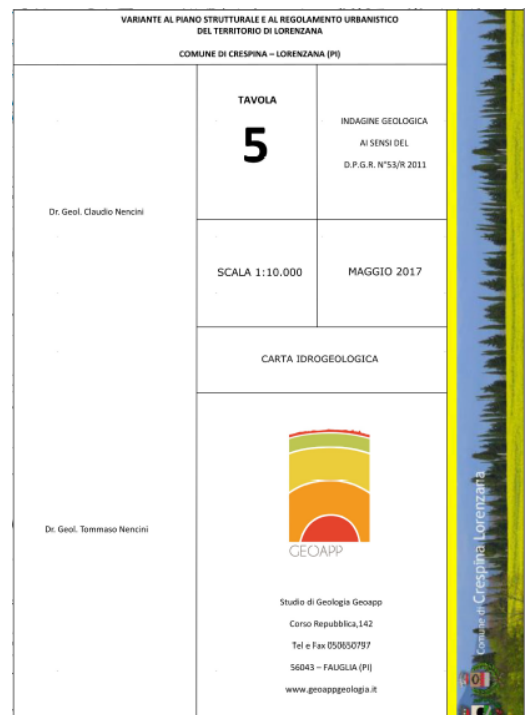 VARIANTE AL PIANO STRUTTURALE E AL REGOLAMENTO URBANISTICO
DEL TERRITORIO DI LORENZANA
COMUNE DI CRESPINA – LORENZANA (PI)
Dr. Geol. Claudio Nencini
Dr. Geol. Tommaso Nencini
TAVOLA
5
INDAGINE GEOLOGICA
AI SENSI DEL
D.P.G.R. N°53/R 2011
SCALA 1:10.000
MAGGIO 2017
CARTA IDROGEOLOGICA
GEOAPP
Studio di Geologia Geoapp
Corso Repubblica,142
Tel e Fax 050650797
56043 – FAUGLIA (PI)
www.geoappgeologia.it
Comune di Crespina Lorenzana